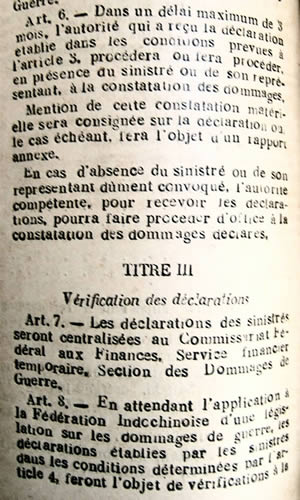 Guerre.
Art. 6. — Dans un délai maximum de 3
mois, l'autorité qui a reçu la déclaration
établie dans les conditions prévues à
l'article 3, procédera ou fera procéder,
en présence du sinistré ou de son repré-
sentant, à la constatation des dommages.
Mention de cette constatation matéri-
elle sera consignée sur la déclaration ou
le cas échéant, fera l'objet d'un rapport
annexe.
En cas d'absence du sinistré ou de son
représentant dûment convoqué, l'autorité
compétente, pour recevoir les déclara-
tions, pourra faire procéder d'office à la
constatation des dommages déclarés.
TITRE III
Vérification des déclarations
Art. 7. — Les déclarations des sinistrés
seront centralisées au Commissariat Fé-
déral aux Finances, Service financier
temporaire, Section des Dommages de
Guerre.
Art. 8. — En attendant l'application à
la Fédération Indochinoise d'une légis-
lation sur les dommages de guerre, les
déclarations établies par les sinistrés
dans les conditions déterminées par l'ar-
ticle 4, feront l'objet de vérifications à la